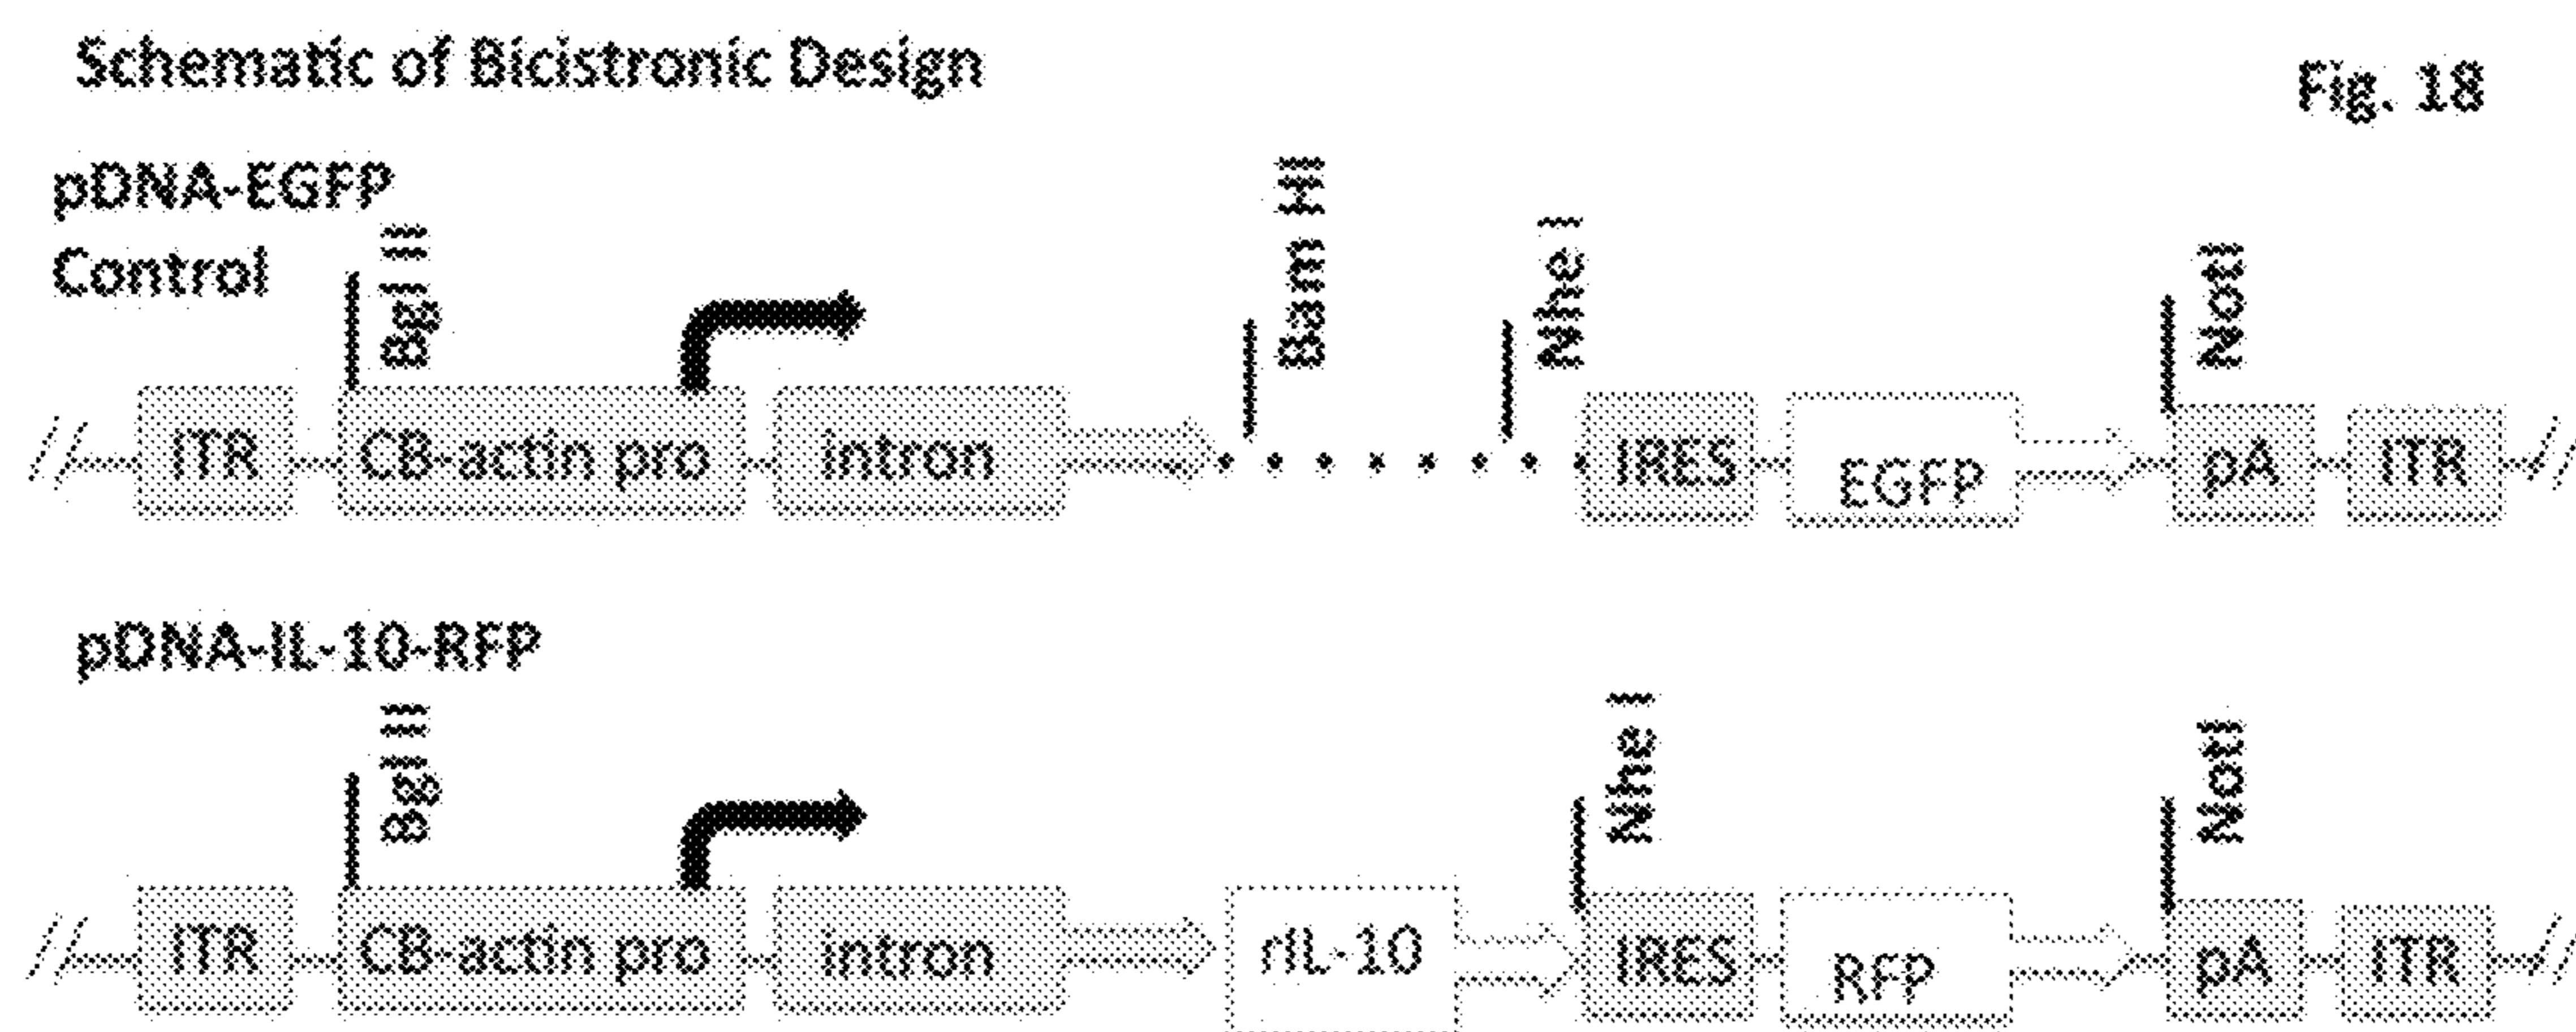 Schematic of Bicistronic Design
Fig. 18
pDNA-EGFP
Control
Bgl II
Bam HI
Nhe I
NotI
ITR CB-actin pro intron IRES EGFP pA ITR
pDNA-IL-10-RFP
Bgl II
Nhe I
NotI
ITR CB-actin pro intron rIL-10 IRES RFP pA ITR